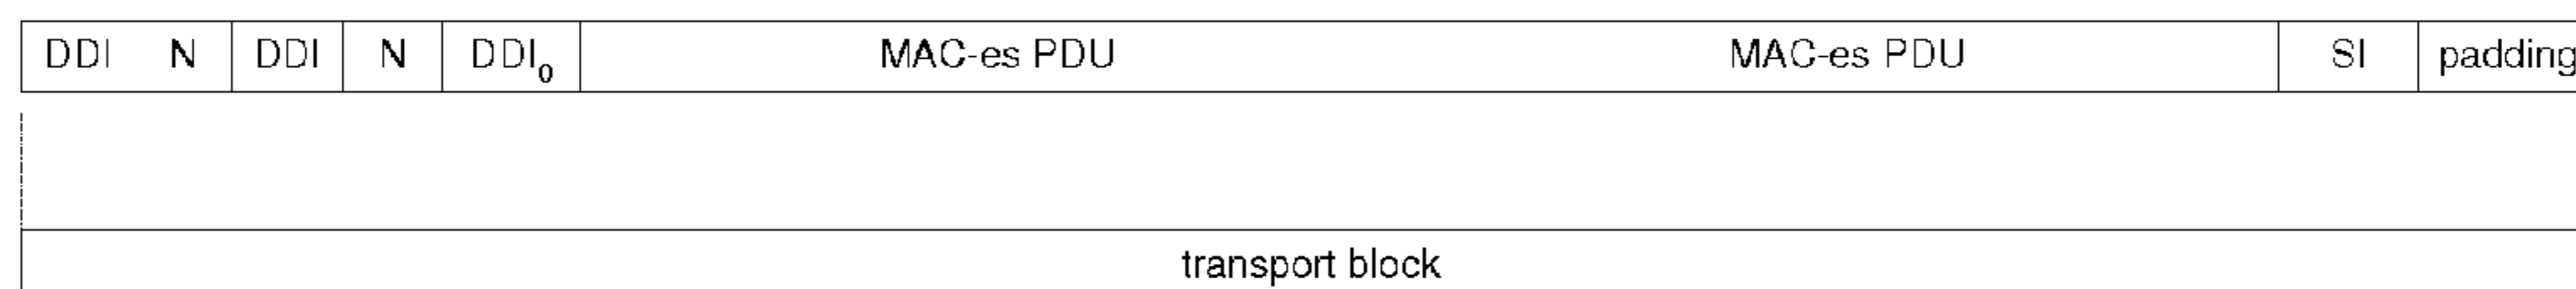 DDI N DDI N DDI₀ MAC-es PDU MAC-es PDU SI padding
transport block